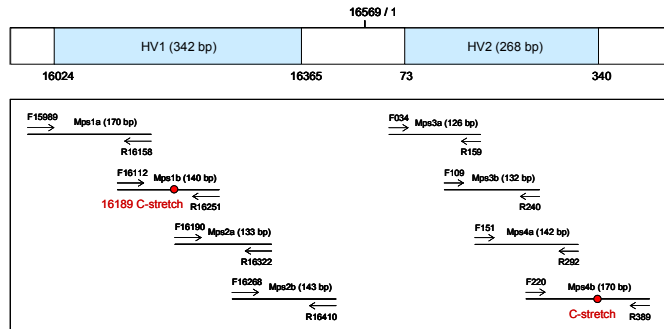 16569 / 1
HV1 (342 bp)
HV2 (268 bp)
16024
16365
73
340
F15989
Mps1a (170 bp)
R16158
F16112
Mps1b (140 bp)
R16251
16189 C-stretch
F16190
Mps2a (133 bp)
R16322
F16268
Mps2b (143 bp)
R16410
F034
Mps3a (126 bp)
R159
F109
Mps3b (132 bp)
R240
F151
Mps4a (142 bp)
R292
F220
Mps4b (170 bp)
R389
C-stretch